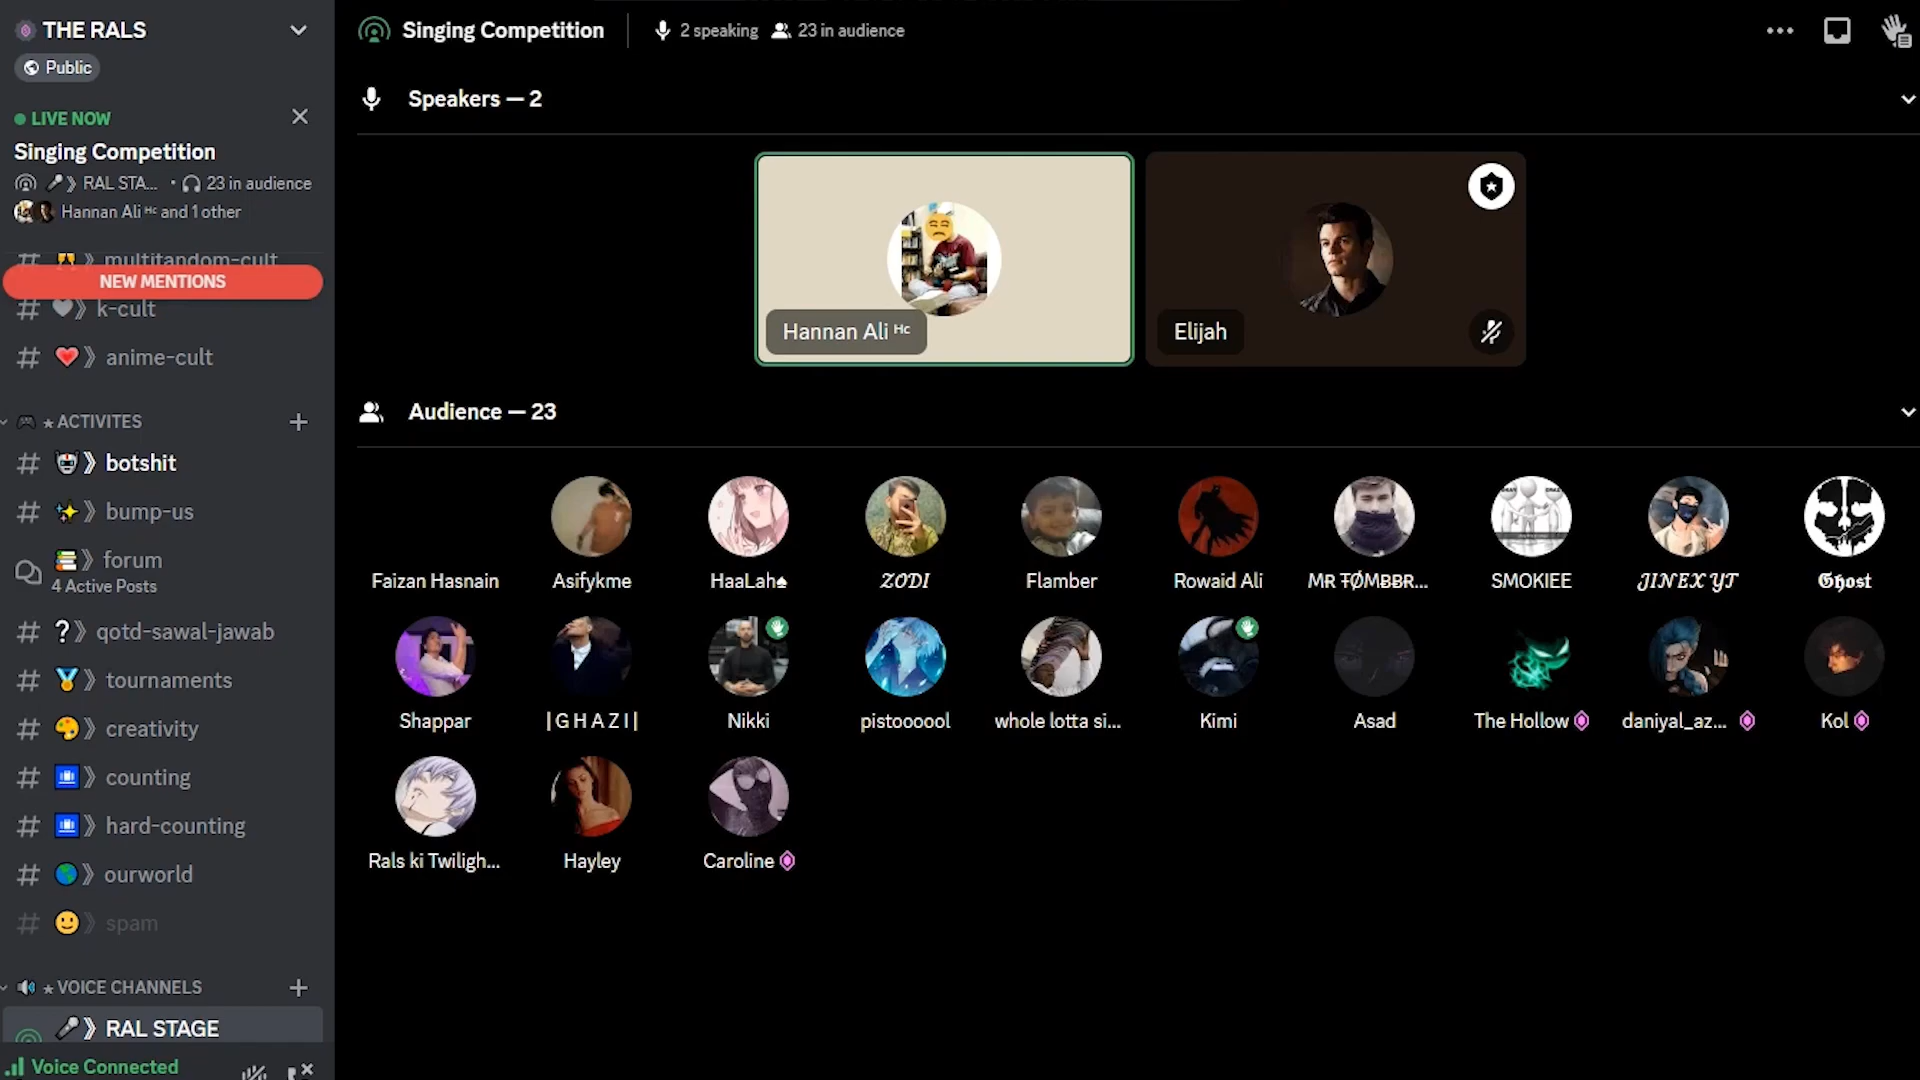 THE RALS
Public
LIVE NOW
Singing Competition
RAL STA... • 23 in audience
Hannan Ali ᴴᶜ and 1 other
multitandom-cult
NEW MENTIONS
k-cult
anime-cult
★ ACTIVITES
botshit
bump-us
forum
4 Active Posts
qotd-sawal-jawab
tournaments
creativity
counting
hard-counting
ourworld
spam
★ VOICE CHANNELS
RAL STAGE
Voice Connected
Singing Competition
2 speaking 23 in audience
Speakers — 2
Hannan Ali ᴴᶜ
Elijah
Audience — 23
Faizan Hasnain
Asifykme
HaaLah♠
𝓩𝓞𝓓𝓘
Flamber
Rowaid Ali
MR ŦØMɃɃR...
SMOKIEE
𝓙𝓘𝓝𝓔𝓧 𝓨𝓣
𝕲𝖍𝖔𝖘𝖙
Shappar
|G H A Z I|
Nikki
pistoooool
whole lotta si...
Kimi
Asad
The Hollow
daniyal_az...
Kol
Rals ki Twiligh...
Hayley
Caroline